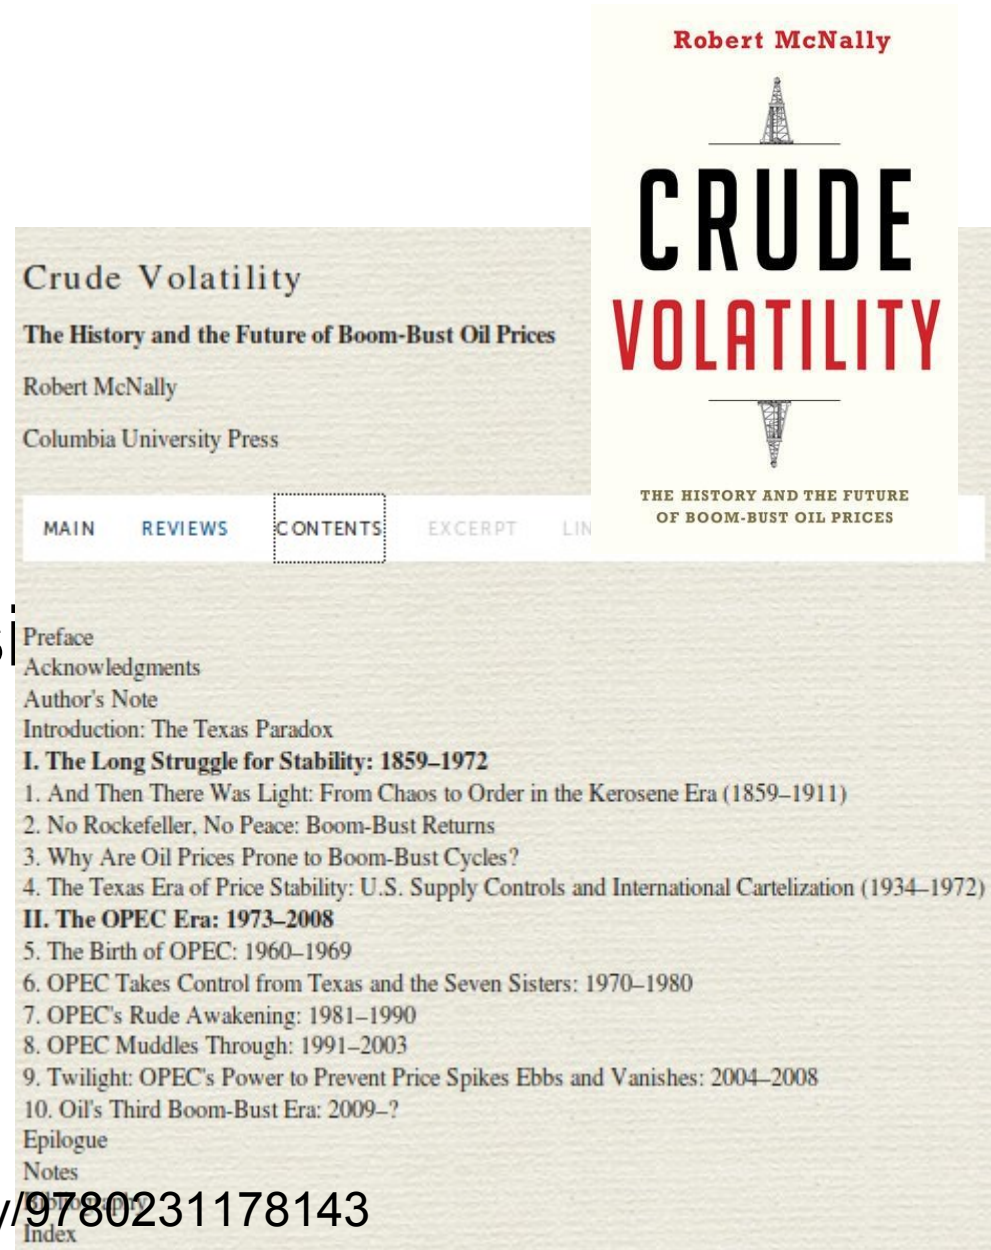 Robert McNally
CRUDE
VOLATILITY
THE HISTORY AND THE FUTURE
OF BOOM-BUST OIL PRICES
Crude Volatility
The History and the Future of Boom-Bust Oil Prices
Robert McNally
Columbia University Press
MAIN REVIEWS CONTENTS EXCERPT
Preface
Acknowledgments
Author's Note
Introduction: The Texas Paradox
I. The Long Struggle for Stability: 1859–1972
1. And Then There Was Light: From Chaos to Order in the Kerosene Era (1859–1911)
2. No Rockefeller, No Peace: Boom-Bust Returns
3. Why Are Oil Prices Prone to Boom-Bust Cycles?
4. The Texas Era of Price Stability: U.S. Supply Controls and International Cartelization (1934–1972)
II. The OPEC Era: 1973–2008
5. The Birth of OPEC: 1960–1969
6. OPEC Takes Control from Texas and the Seven Sisters: 1970–1980
7. OPEC's Rude Awakening: 1981–1990
8. OPEC Muddles Through: 1991–2003
9. Twilight: OPEC's Power to Prevent Price Spikes Ebbs and Vanishes: 2004–2008
10. Oil's Third Boom-Bust Era: 2009–?
Epilogue
Notes
Bibliography
/9780231178143
Index